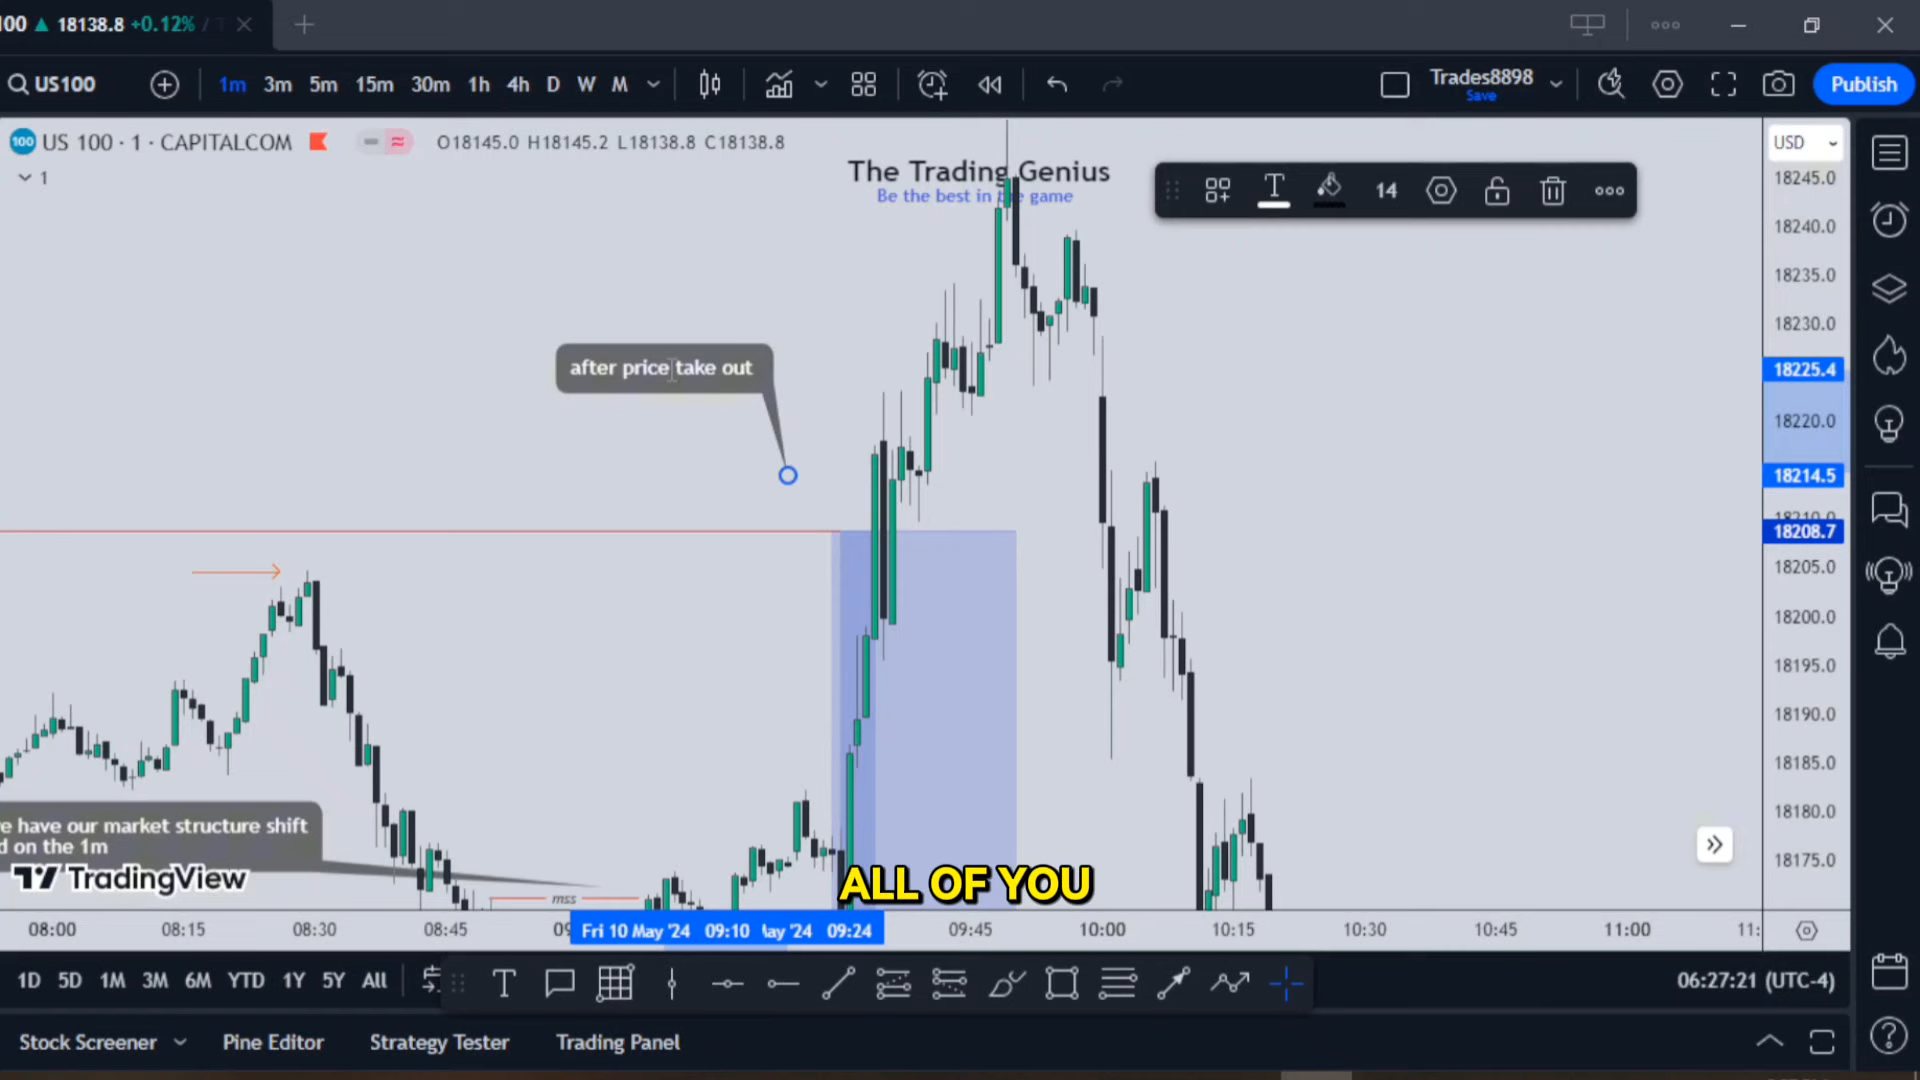 100 ▲ 18138.8 +0.12% /
US100 1m 3m 5m 15m 30m 1h 4h D W M Trades8898 Save Publish
US 100 · 1 · CAPITALCOM O18145.0 H18145.2 L18138.8 C18138.8
1
The Trading Genius
Be the best in the game
14
USD
18245.0
18240.0
18235.0
18230.0
18225.4
18220.0
18214.5
18210.0
18208.7
18205.0
18200.0
18195.0
18190.0
18185.0
18180.0
18175.0
after price take out
e have our market structure shift
d on the 1m
TradingView
mss
ALL OF YOU
08:00 08:15 08:30 08:45 09 Fri 10 May '24 09:10 May '24 09:24 09:45 10:00 10:15 10:30 10:45 11:00 11:
1D 5D 1M 3M 6M YTD 1Y 5Y All 06:27:21 (UTC-4)
Stock Screener Pine Editor Strategy Tester Trading Panel